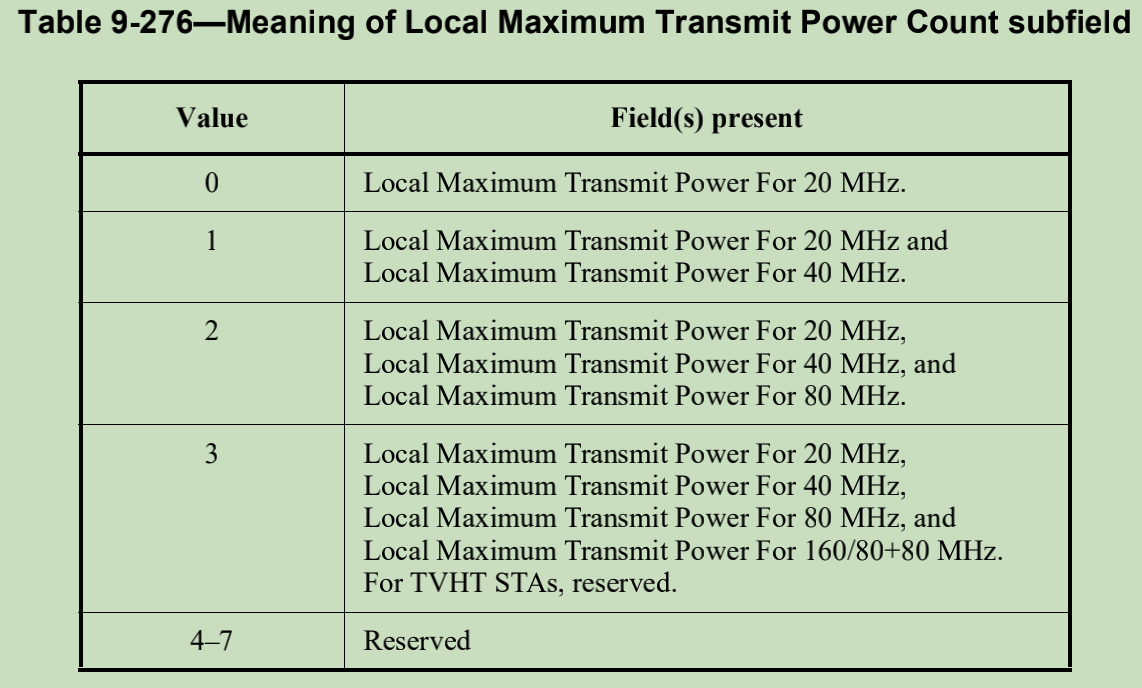 Table 9-276—Meaning of Local Maximum Transmit Power Count subfield
Value Field(s) present
0 Local Maximum Transmit Power For 20 MHz.
1 Local Maximum Transmit Power For 20 MHz and
Local Maximum Transmit Power For 40 MHz.
2 Local Maximum Transmit Power For 20 MHz,
Local Maximum Transmit Power For 40 MHz, and
Local Maximum Transmit Power For 80 MHz.
3 Local Maximum Transmit Power For 20 MHz,
Local Maximum Transmit Power For 40 MHz,
Local Maximum Transmit Power For 80 MHz, and
Local Maximum Transmit Power For 160/80+80 MHz.
For TVHT STAs, reserved.
4–7 Reserved